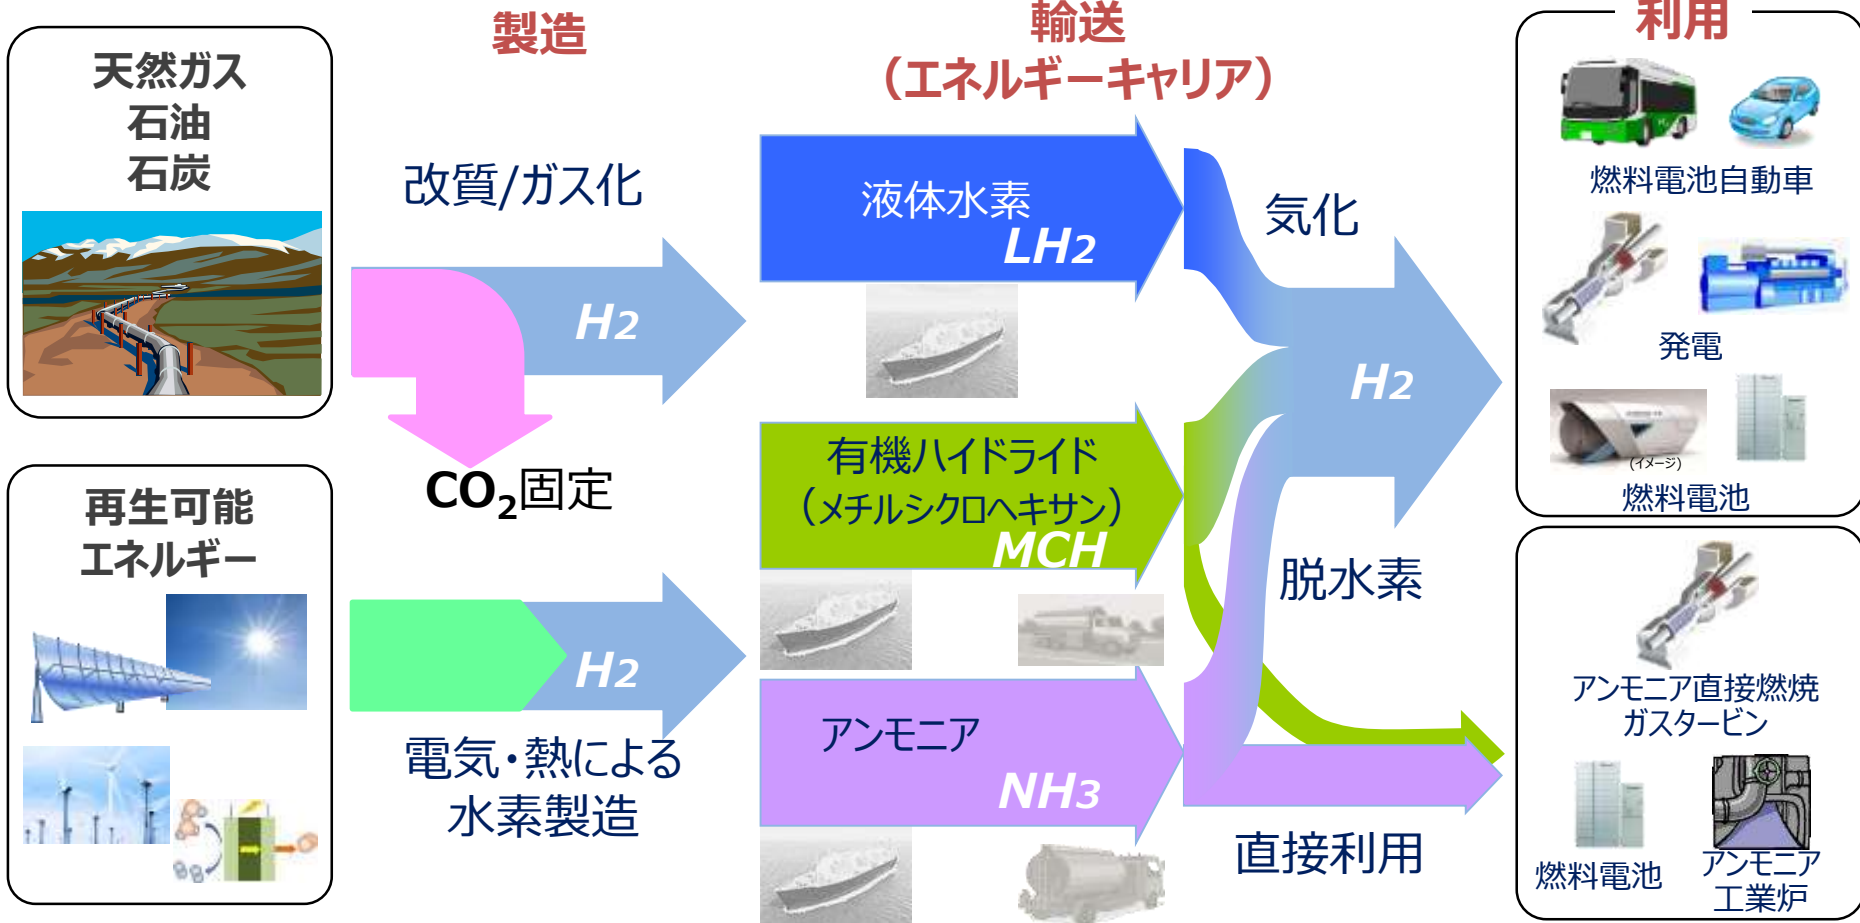 製造
輸送
（エネルギーキャリア）
利用
天然ガス
石油
石炭
改質/ガス化
H2
CO2固定
再生可能
エネルギー
H2
電気・熱による
水素製造
液体水素
LH2
有機ハイドライド
（メチルシクロヘキサン）
MCH
アンモニア
NH3
気化
H2
脱水素
直接利用
燃料電池自動車
発電
(イメージ)
燃料電池
アンモニア直接燃焼
ガスタービン
燃料電池
アンモニア
工業炉